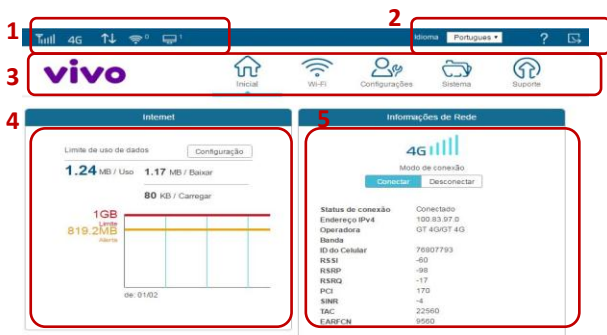 1
4G
0
1
2
Idioma
Portugues
?
3
vivo
Inicial
Wi-Fi
Configurações
Sistema
Suporte
4
Internet
Limite de uso de dados
Configuração
1.24 MB / Uso 1.17 MB / Baixar
80 KB / Carregar
1GB
Limite
819.2MB
Alerta
de: 01/02
5
Informações de Rede
4G
Modo de conexão
Conectar Desconectar
Status de conexão Conectado
Endereço IPv4 100.83.97.0
Operadora GT 4G/GT 4G
Banda
ID do Celular 76907793
RSSI -60
RSRP -98
RSRQ -17
PCI 170
SINR -4
TAC 22560
EARFCN 9560